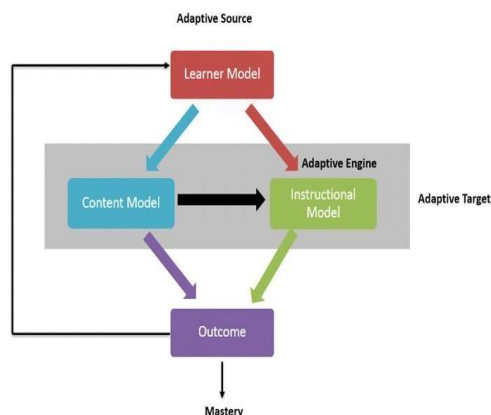 Adaptive Source
Learner Model
Adaptive Engine
Content Model
Instructional
Model
Adaptive Target
Outcome
Mastery